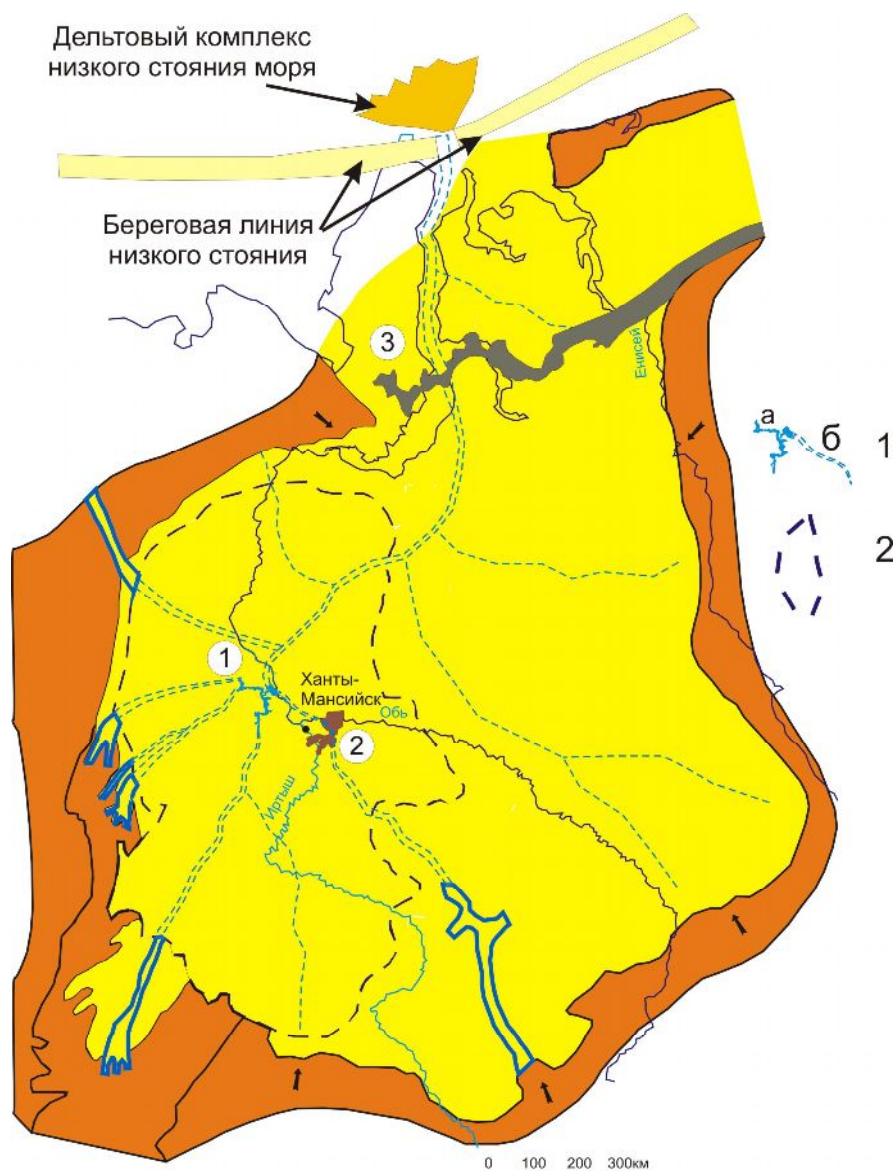 Дельтовый комплекс
низкого стояния моря
Береговая линия
низкого стояния
3
Енисей
а
б
1
2
1
Ханты-
Мансийск
Обь
2
Иртыш
0 100 200 300км